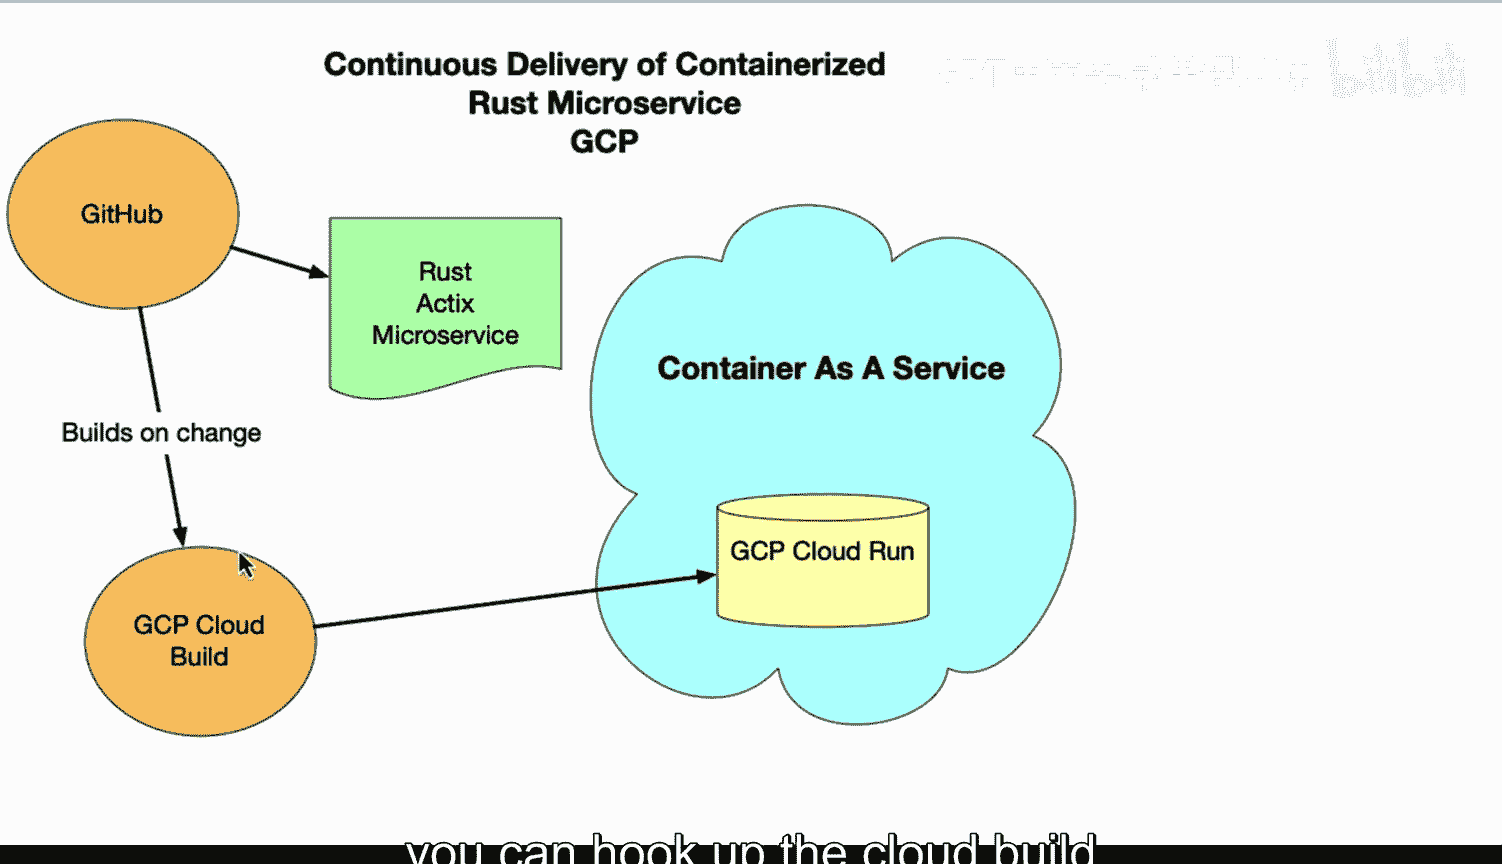 Continuous Delivery of Containerized
Rust Microservice
GCP
GitHub
Rust
Actix
Microservice
Container As A Service
Builds on change
GCP Cloud Run
GCP Cloud
Build
you can hook up the cloud build